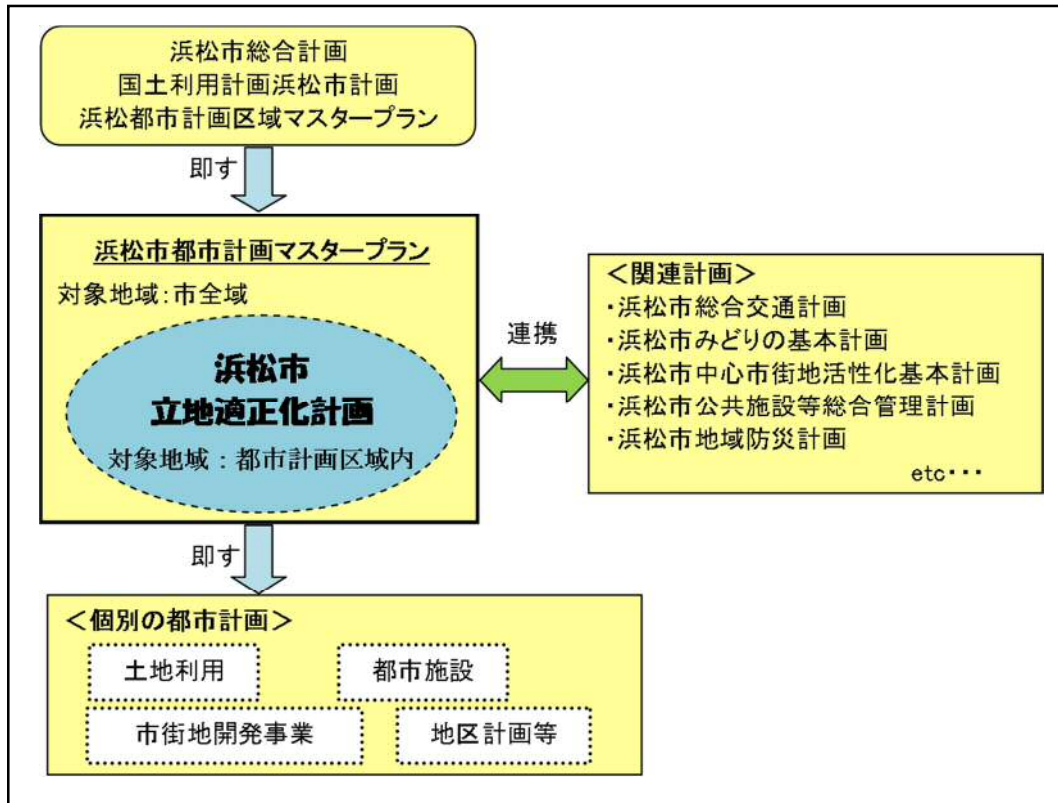 浜松市総合計画
国土利用計画浜松市計画
浜松都市計画区域マスタープラン
即す
浜松市都市計画マスタープラン
対象地域:市全域
浜松市
立地適正化計画
対象地域:都市計画区域内
連携
<関連計画>
・浜松市総合交通計画
・浜松市みどりの基本計画
・浜松市中心市街地活性化基本計画
・浜松市公共施設等総合管理計画
・浜松市地域防災計画
etc・・・
即す
<個別の都市計画>
土地利用
都市施設
市街地開発事業
地区計画等